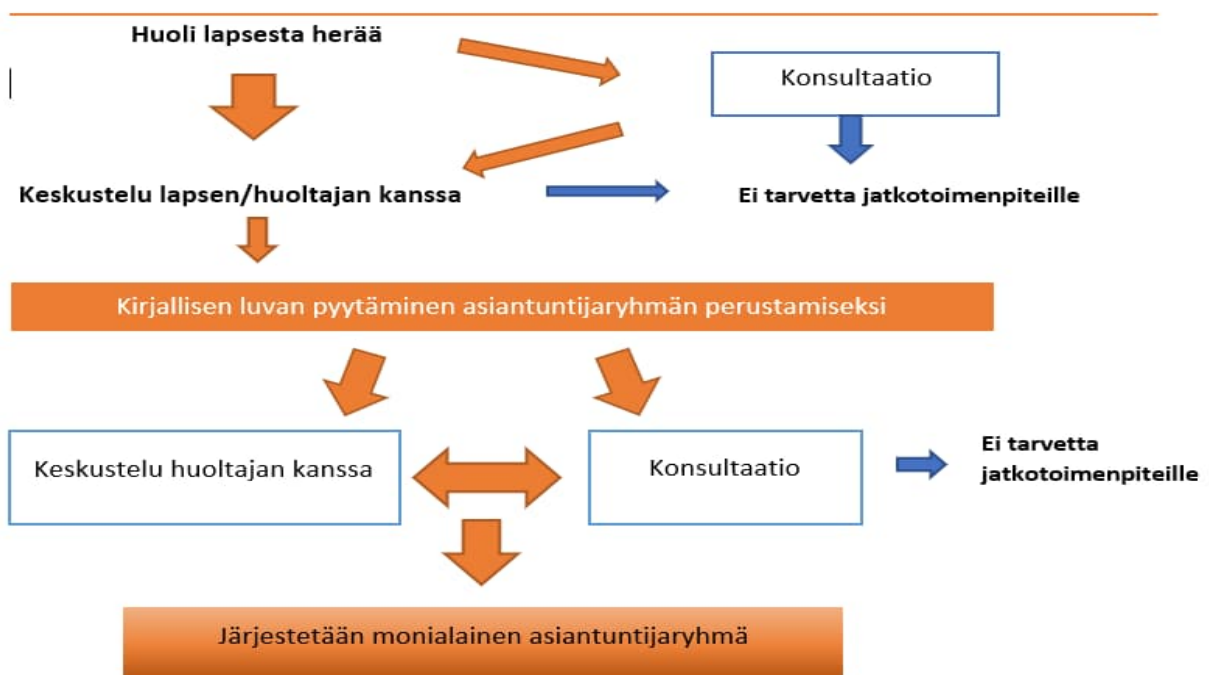 Huoli lapsesta herää
Konsultaatio
Keskustelu lapsen/huoltajan kanssa
Ei tarvetta jatkotoimenpiteille
Kirjallisen luvan pyytäminen asiantuntijaryhmän perustamiseksi
Keskustelu huoltajan kanssa
Konsultaatio
Ei tarvetta
jatkotoimenpiteille
Järjestetään monialainen asiantuntijaryhmä